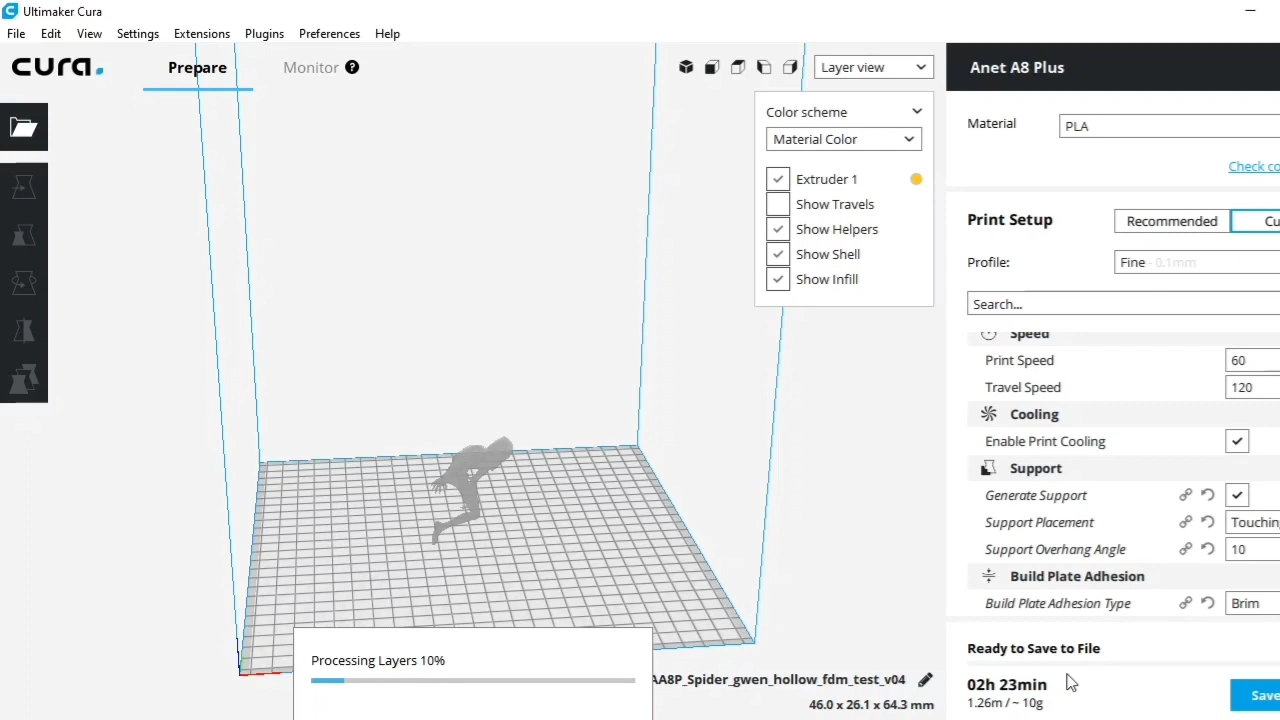 Ultimaker Cura
File Edit View Settings Extensions Plugins Preferences Help
cura.
Prepare
Monitor ?
Layer view
Color scheme
Material Color
Extruder 1
Show Travels
Show Helpers
Show Shell
Show Infill
Anet A8 Plus
Material PLA
Check co
Print Setup Recommended Cu
Profile: Fine - 0.1mm
Search...
Speed
Print Speed 60
Travel Speed 120
Cooling
Enable Print Cooling
Support
Generate Support
Support Placement Touching
Support Overhang Angle 10
Build Plate Adhesion
Build Plate Adhesion Type Brim
Processing Layers 10%
AA8P_Spider_gwen_hollow_fdm_test_v04
46.0 x 26.1 x 64.3 mm
Ready to Save to File
02h 23min
1.26m / ~ 10g
Save